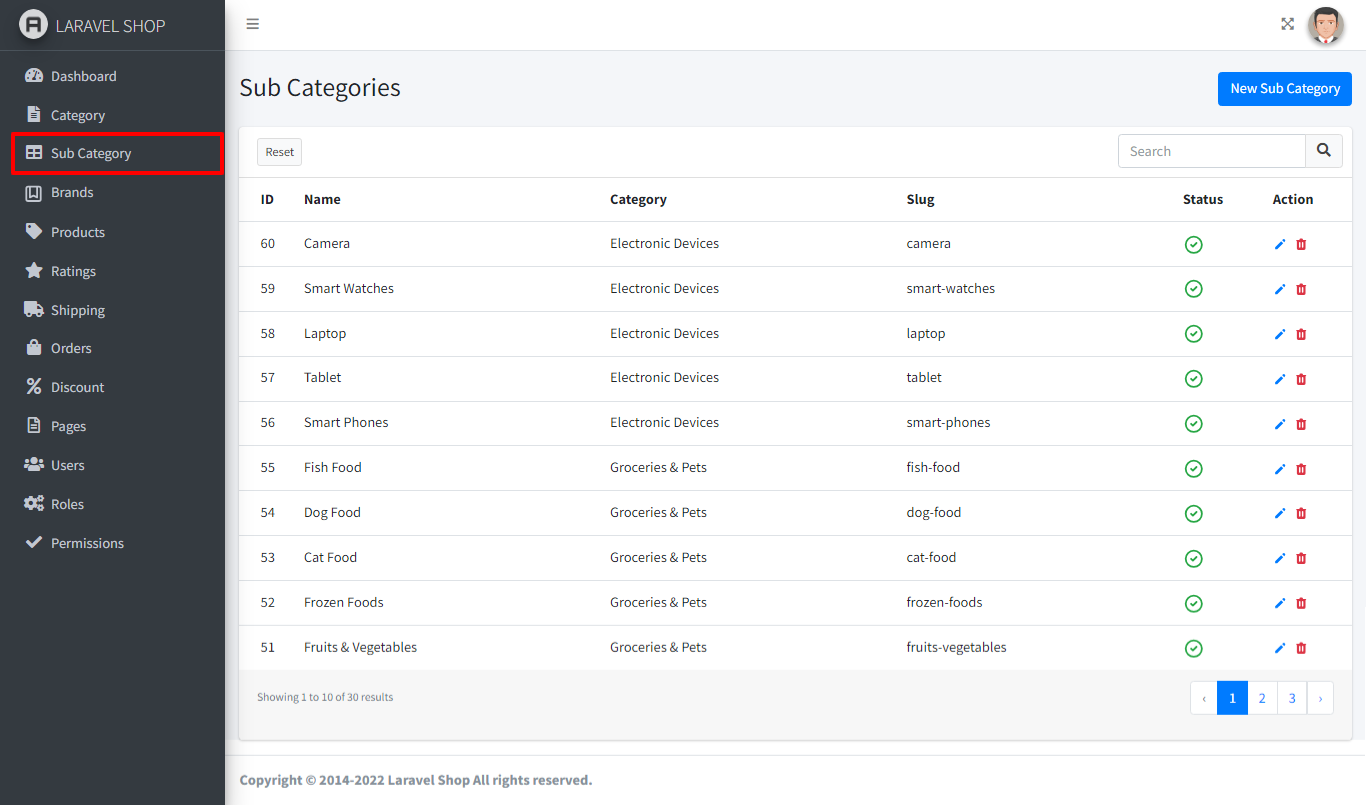 LARAVEL SHOP
Dashboard
Category
Sub Category
Brands
Products
Ratings
Shipping
Orders
Discount
Pages
Users
Roles
Permissions
Sub Categories
New Sub Category
Reset
Search
ID Name Category Slug Status Action
60 Camera Electronic Devices camera
59 Smart Watches Electronic Devices smart-watches
58 Laptop Electronic Devices laptop
57 Tablet Electronic Devices tablet
56 Smart Phones Electronic Devices smart-phones
55 Fish Food Groceries & Pets fish-food
54 Dog Food Groceries & Pets dog-food
53 Cat Food Groceries & Pets cat-food
52 Frozen Foods Groceries & Pets frozen-foods
51 Fruits & Vegetables Groceries & Pets fruits-vegetables
Showing 1 to 10 of 30 results
‹ 1 2 3 ›
Copyright © 2014-2022 Laravel Shop All rights reserved.